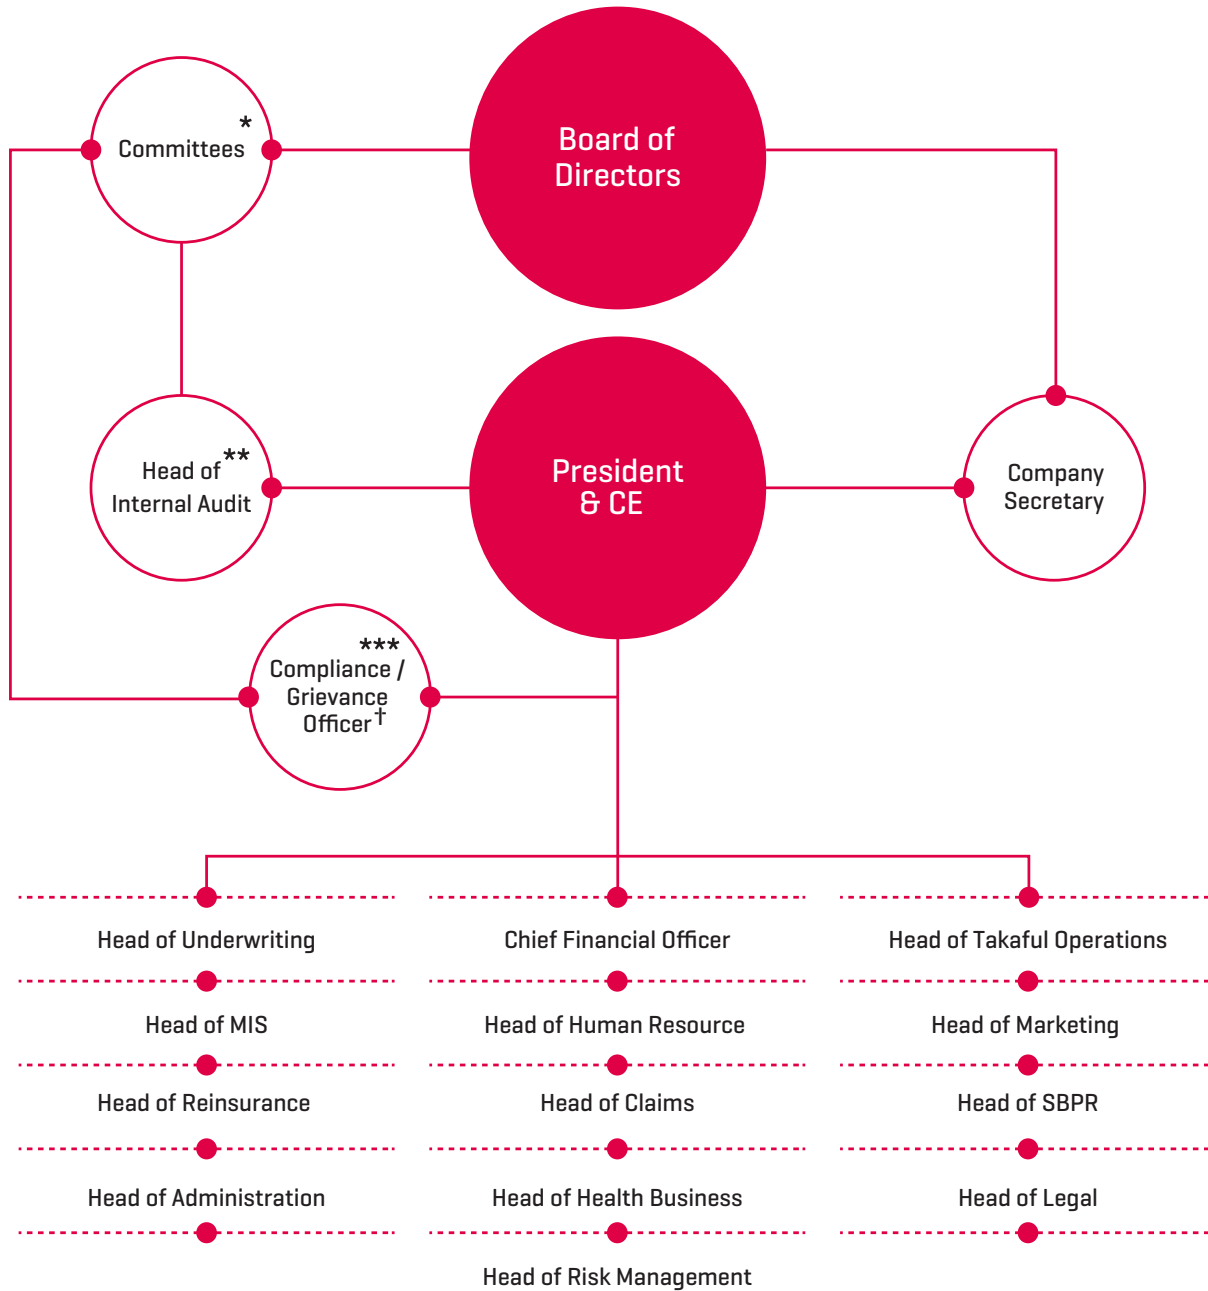 Board of
Directors
*
Committees
President
& CE
**
Head of
Internal Audit
Company
Secretary
***
Compliance /
Grievance
Officer†
Head of Underwriting
Chief Financial Officer
Head of Takaful Operations
Head of MIS
Head of Human Resource
Head of Marketing
Head of Reinsurance
Head of Claims
Head of SBPR
Head of Administration
Head of Health Business
Head of Legal
Head of Risk Management